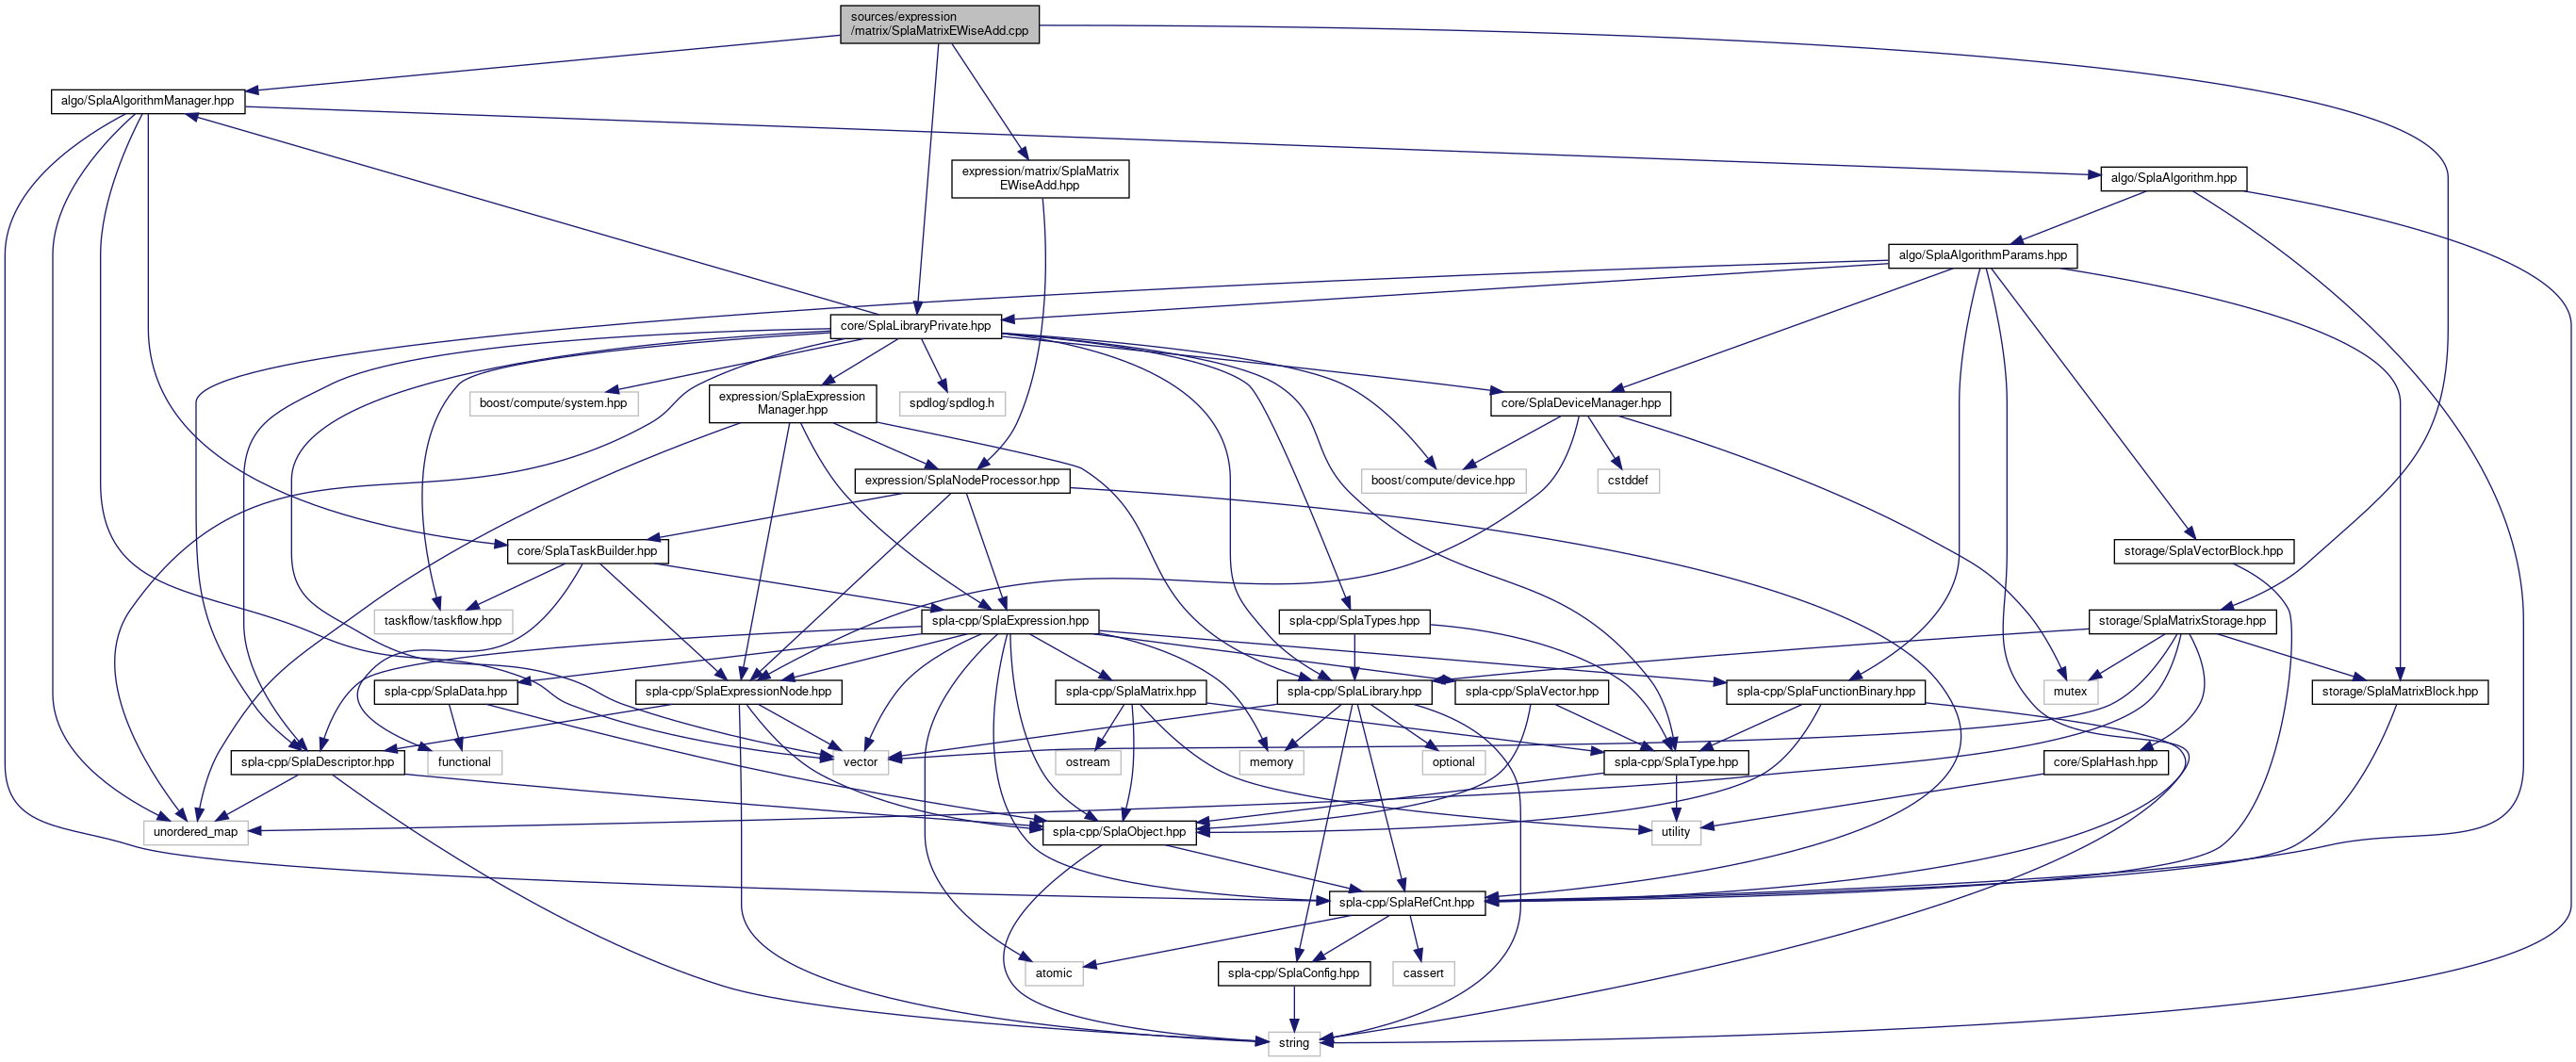 sources/expression
/matrix/SplaMatrixEWiseAdd.cpp
algo/SplaAlgorithmManager.hpp
expression/matrix/SplaMatrix
EWiseAdd.hpp
algo/SplaAlgorithm.hpp
algo/SplaAlgorithmParams.hpp
core/SplaLibraryPrivate.hpp
boost/compute/system.hpp
expression/SplaExpression
Manager.hpp
spdlog/spdlog.h
core/SplaDeviceManager.hpp
expression/SplaNodeProcessor.hpp
boost/compute/device.hpp
cstddef
core/SplaTaskBuilder.hpp
storage/SplaVectorBlock.hpp
taskflow/taskflow.hpp
spla-cpp/SplaExpression.hpp
spla-cpp/SplaTypes.hpp
storage/SplaMatrixStorage.hpp
spla-cpp/SplaData.hpp
spla-cpp/SplaExpressionNode.hpp
spla-cpp/SplaMatrix.hpp
spla-cpp/SplaLibrary.hpp
spla-cpp/SplaVector.hpp
spla-cpp/SplaFunctionBinary.hpp
mutex
storage/SplaMatrixBlock.hpp
spla-cpp/SplaDescriptor.hpp
functional
vector
ostream
memory
optional
spla-cpp/SplaType.hpp
core/SplaHash.hpp
unordered_map
spla-cpp/SplaObject.hpp
utility
spla-cpp/SplaRefCnt.hpp
atomic
spla-cpp/SplaConfig.hpp
cassert
string